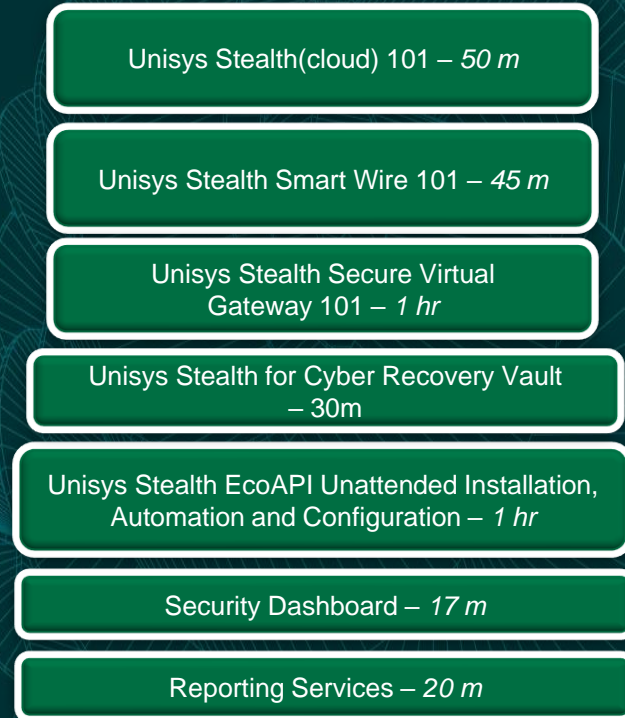 Unisys Stealth(cloud) 101 – 50 m
Unisys Stealth Smart Wire 101 – 45 m
Unisys Stealth Secure Virtual
Gateway 101 – 1 hr
Unisys Stealth for Cyber Recovery Vault
– 30m
Unisys Stealth EcoAPI Unattended Installation,
Automation and Configuration – 1 hr
Security Dashboard – 17 m
Reporting Services – 20 m